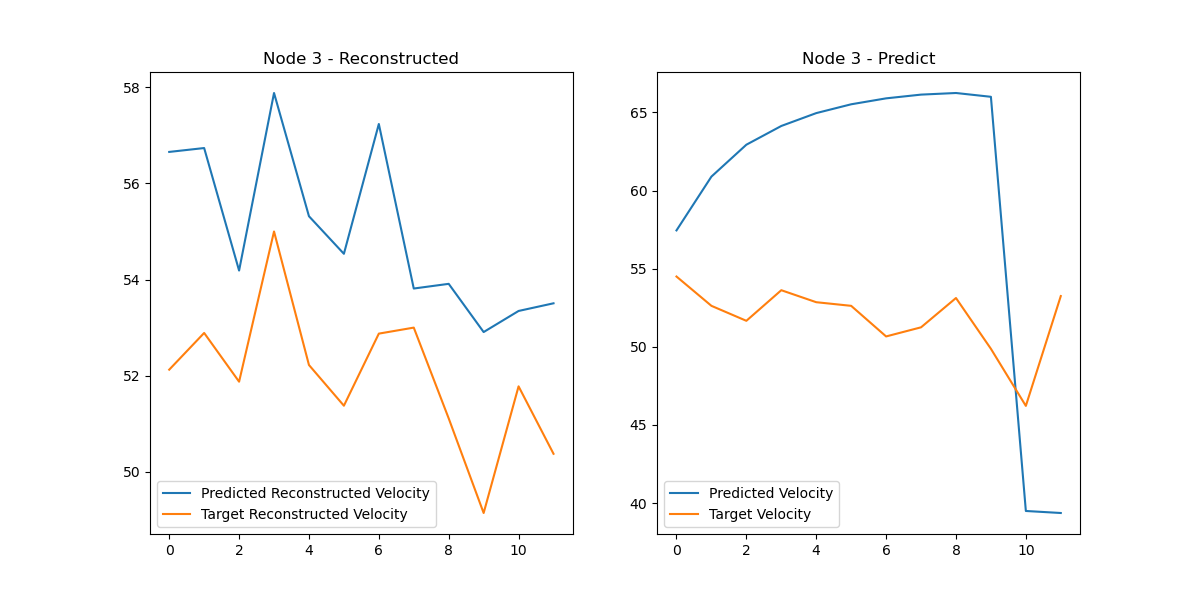 Node 3 - Reconstructed
58
56
54
52
50
0 2 4 6 8 10
Predicted Reconstructed Velocity
Target Reconstructed Velocity
Node 3 - Predict
65
60
55
50
45
40
0 2 4 6 8 10
Predicted Velocity
Target Velocity